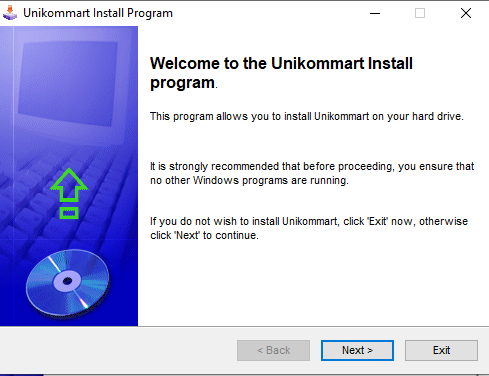 Unikommart Install Program
Welcome to the Unikommart Install
program.
This program allows you to install Unikommart on your hard drive.
It is strongly recommended that before proceeding, you ensure that
no other Windows programs are running.
If you do not wish to install Unikommart, click 'Exit' now, otherwise
click 'Next' to continue.
< Back
Next >
Exit